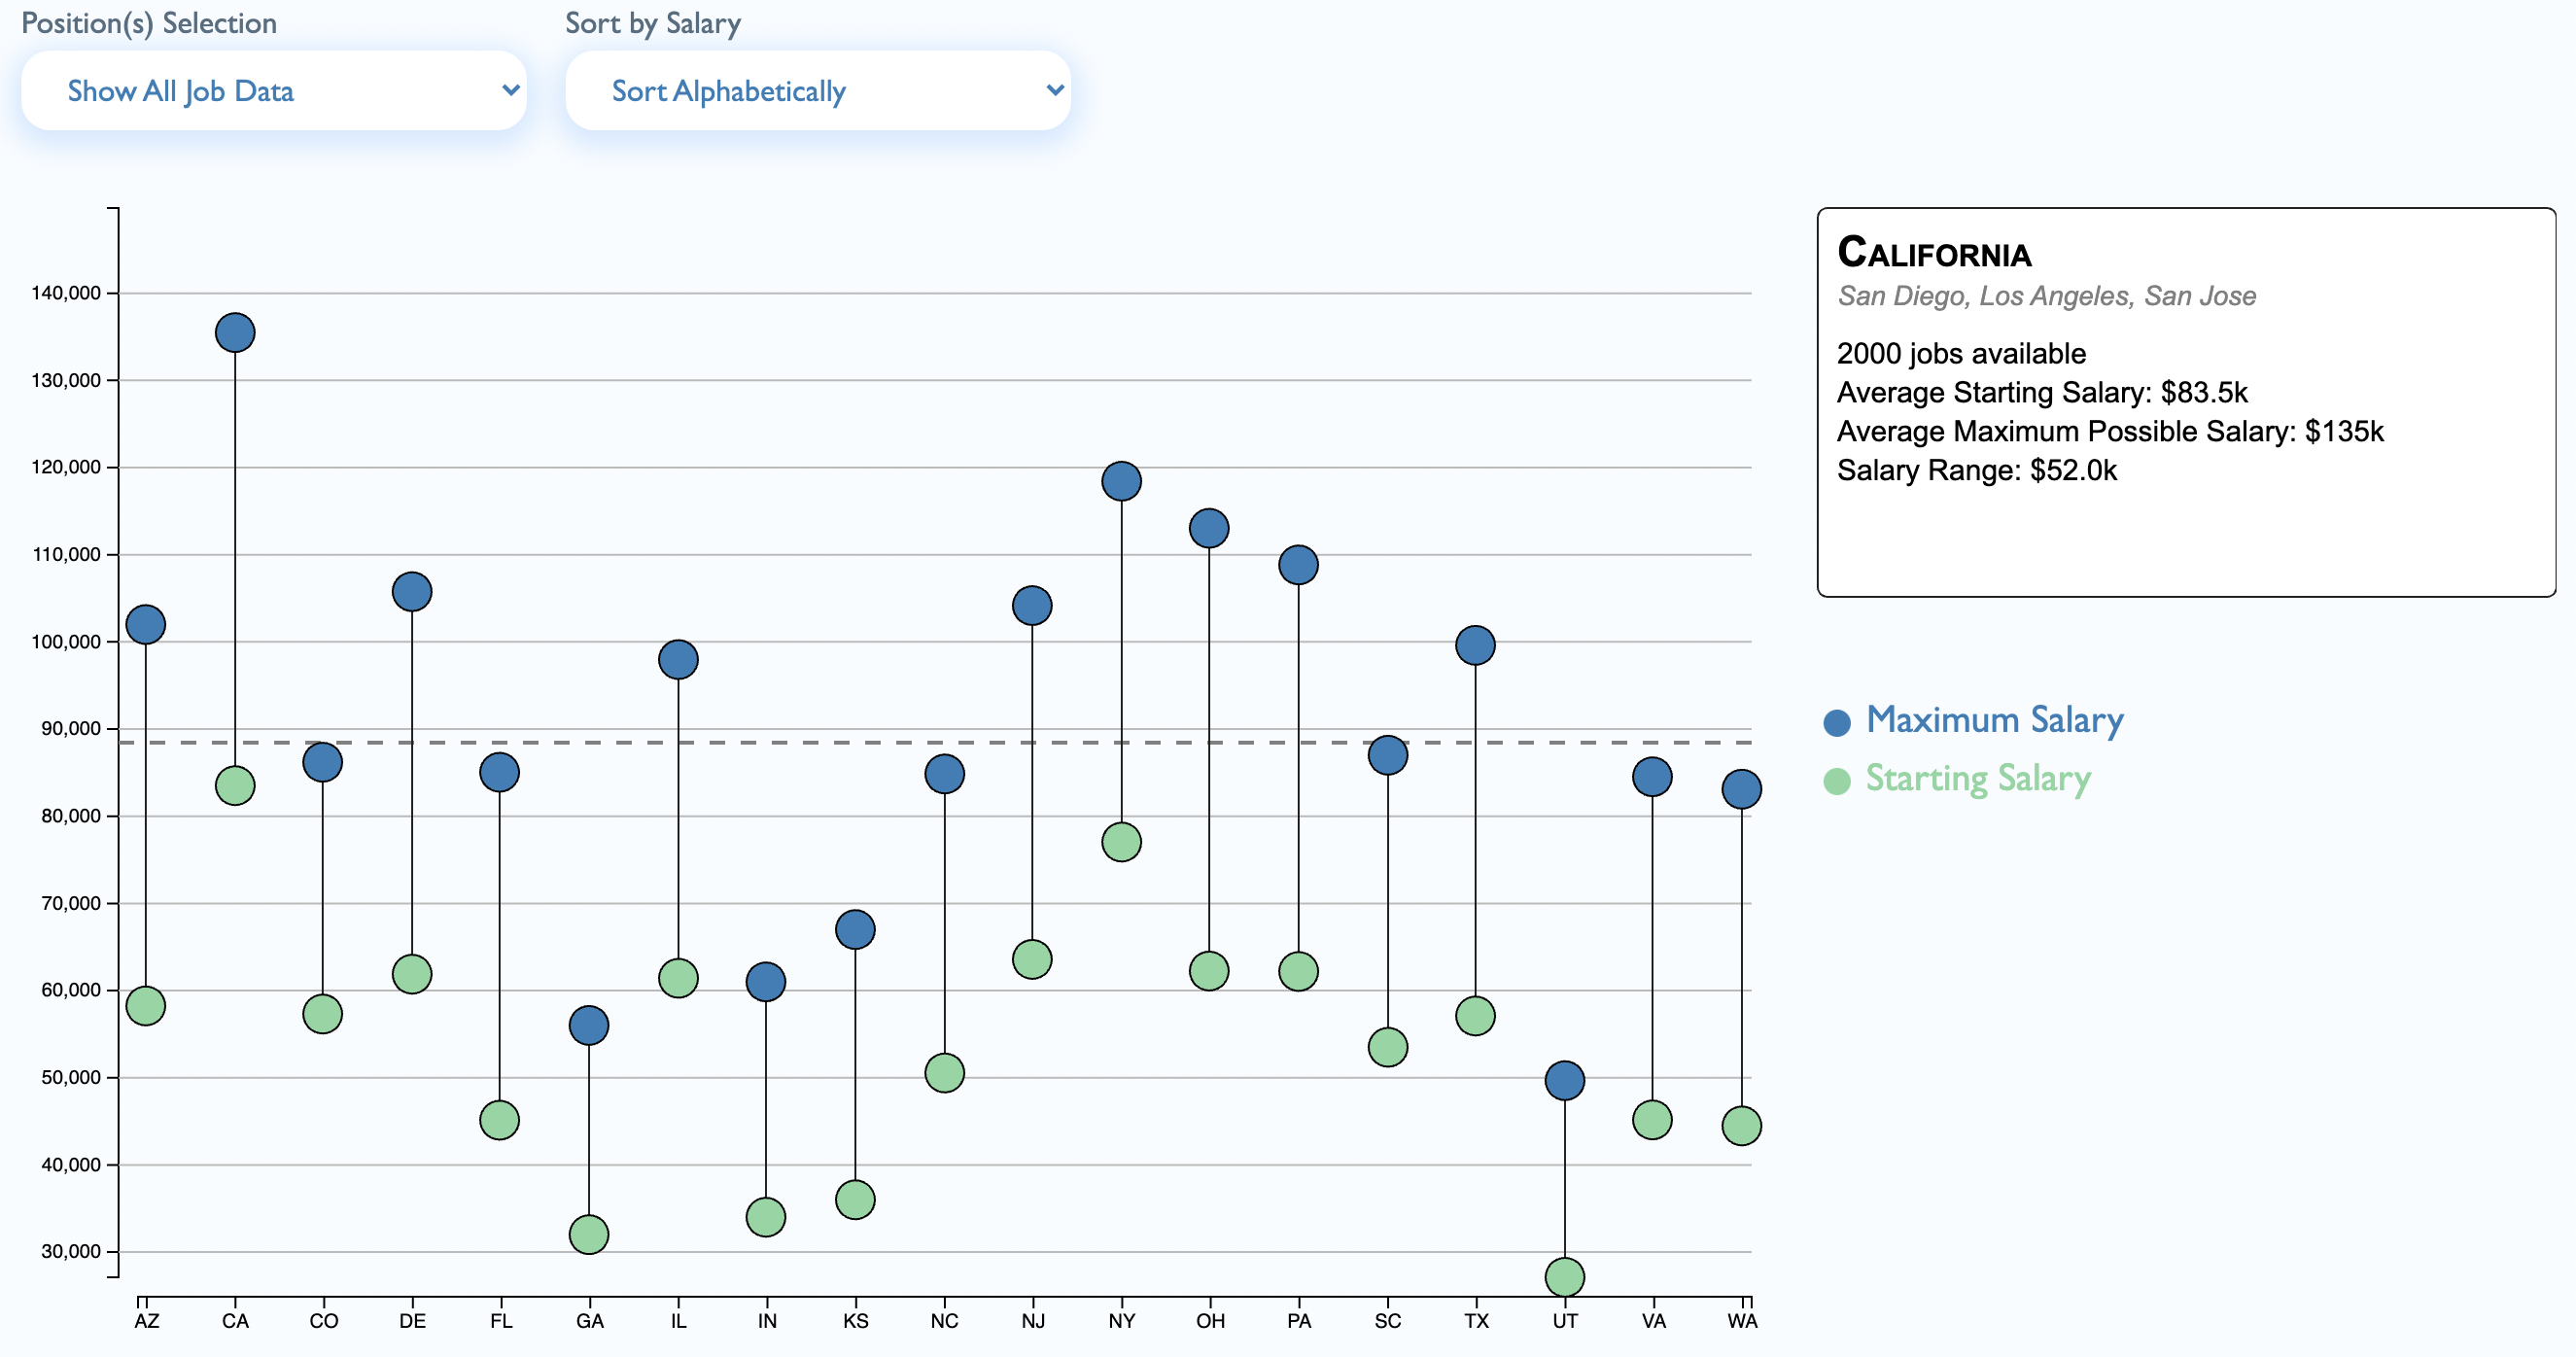 Position(s) Selection
Sort by Salary
Show All Job Data
Sort Alphabetically
140,000
130,000
120,000
110,000
100,000
90,000
80,000
70,000
60,000
50,000
40,000
30,000
AZ CA CO DE FL GA IL IN KS NC NJ NY OH PA SC TX UT VA WA
California
San Diego, Los Angeles, San Jose
2000 jobs available
Average Starting Salary: $83.5k
Average Maximum Possible Salary: $135k
Salary Range: $52.0k
Maximum Salary
Starting Salary